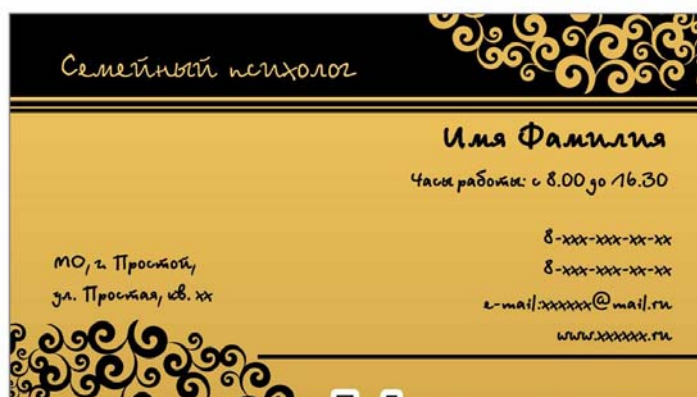 Семейный психолог
Имя Фамилия
Часы работы: с 8.00 до 16.30
8-xxx-xxx-xx-xx
8-xxx-xxx-xx-xx
МО, г. Простой,
ул. Простая, кв. xx
e-mail:xxxxxx@mail.ru
www.xxxxxx.ru